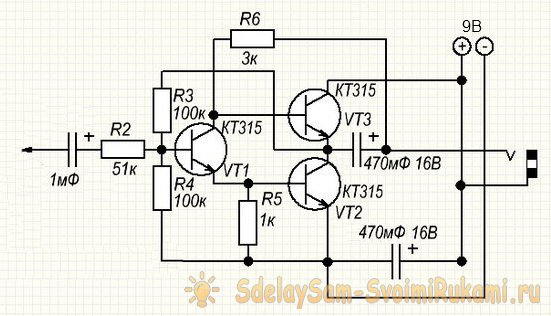 R6
3к
9В
+ -
R3
100к
КТ315
КТ315
VT3
+
R2
1мФ
51к
VT1
470мФ 16В
R4
100к
R5
1к
КТ315
VT2
470мФ 16В
+
SdelaySam-SvoimiRukami.ru